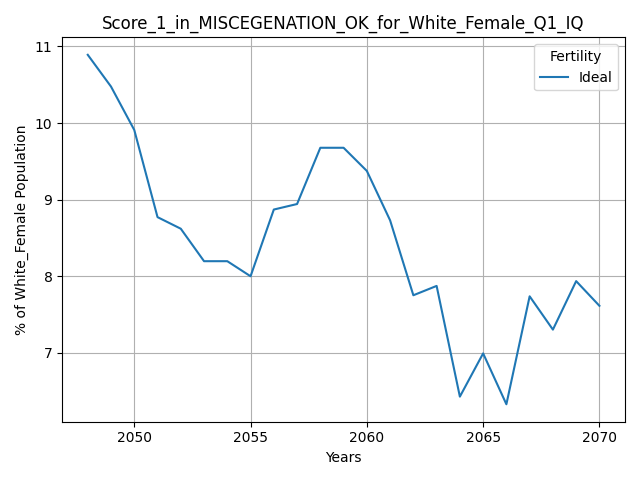 Score_1_in_MISCEGENATION_OK_for_White_Female_Q1_IQ
Fertility
Ideal
% of White_Female Population
11
10
9
8
7
2050 2055 2060 2065 2070
Years